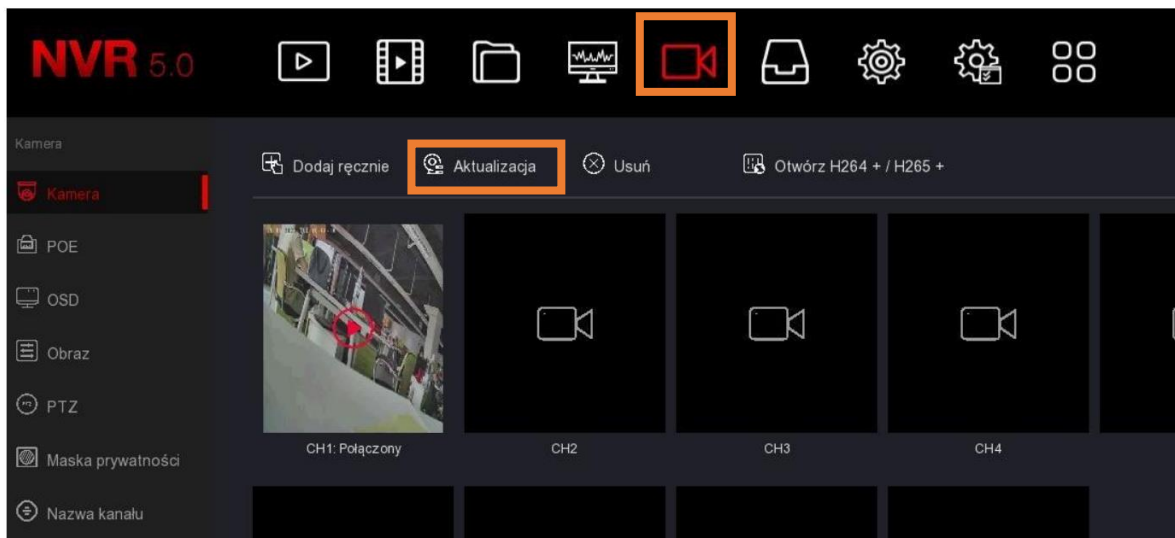 NVR 5.0
Kamera
Dodaj ręcznie Aktualizacja Usuń Otwórz H264 + / H265 +
Kamera
POE
OSD
Obraz
PTZ
Maska prywatności
Nazwa kanału
CH1: Połączony CH2 CH3 CH4